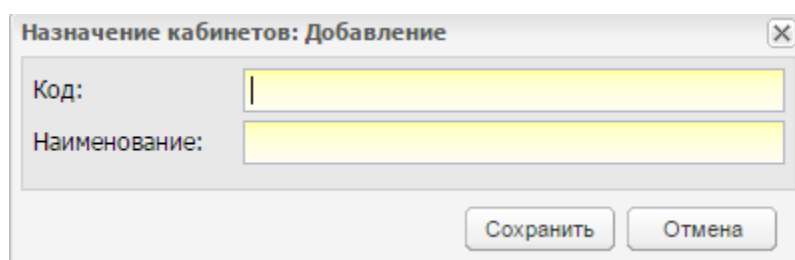 Назначение кабинетов: Добавление
Код:
Наименование:
Сохранить Отмена